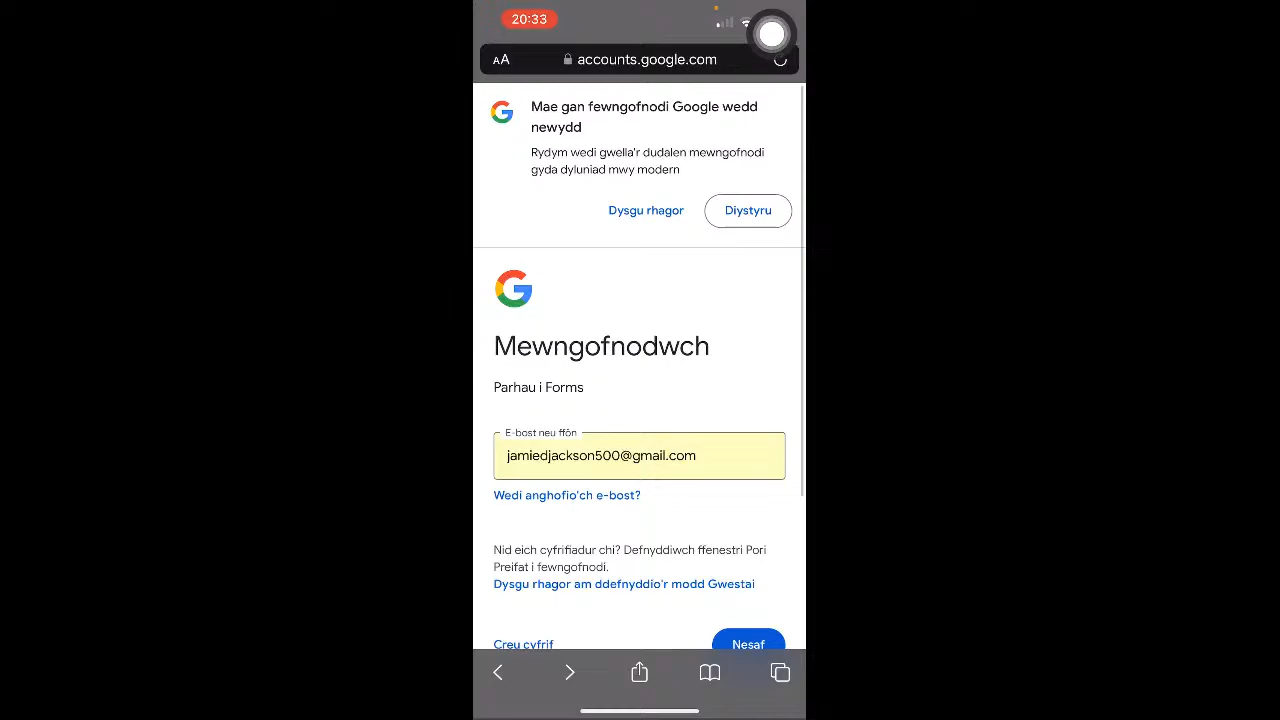 20:33
AA accounts.google.com
Mae gan fewngofnodi Google wedd
newydd
Rydym wedi gwella'r dudalen mewngofnodi
gyda dyluniad mwy modern
Dysgu rhagor Diystyru
Mewngofnodwch
Parhau i Forms
E-bost neu ffôn
jamiedjackson500@gmail.com
Wedi anghofio'ch e-bost?
Nid eich cyfrifiadur chi? Defnyddiwch ffenestri Pori
Preifat i fewngofnodi.
Dysgu rhagor am ddefnyddio'r modd Gwestai
Creu cyfrif Nesaf